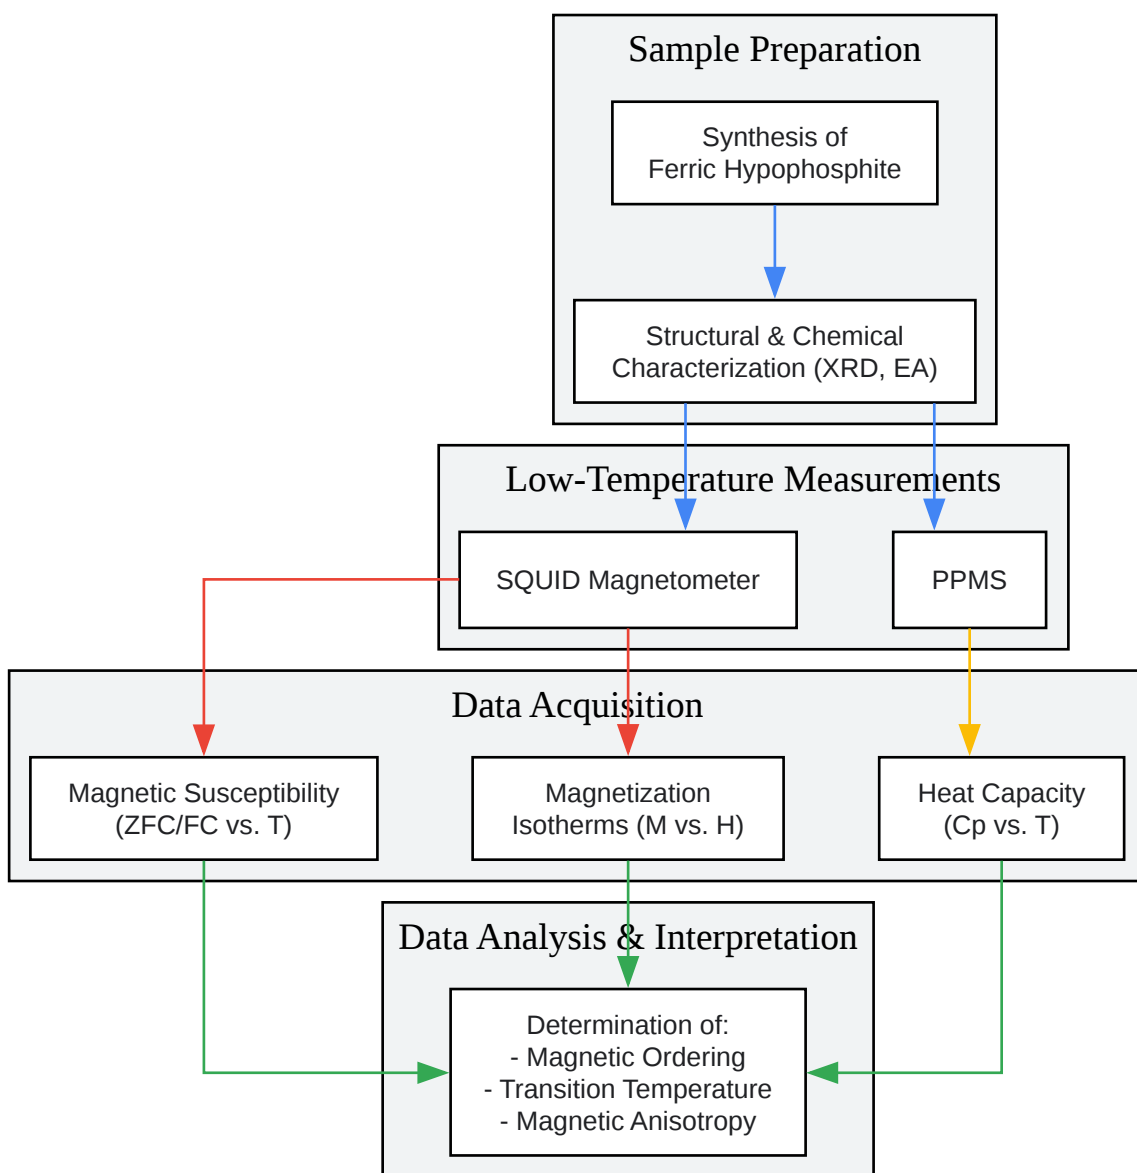 Sample Preparation
Synthesis of
Ferric Hypophosphite
Structural & Chemical
Characterization (XRD, EA)
Low-Temperature Measurements
SQUID Magnetometer
PPMS
Data Acquisition
Magnetic Susceptibility
(ZFC/FC vs. T)
Magnetization
Isotherms (M vs. H)
Heat Capacity
(Cp vs. T)
Data Analysis & Interpretation
Determination of:
- Magnetic Ordering
- Transition Temperature
- Magnetic Anisotropy